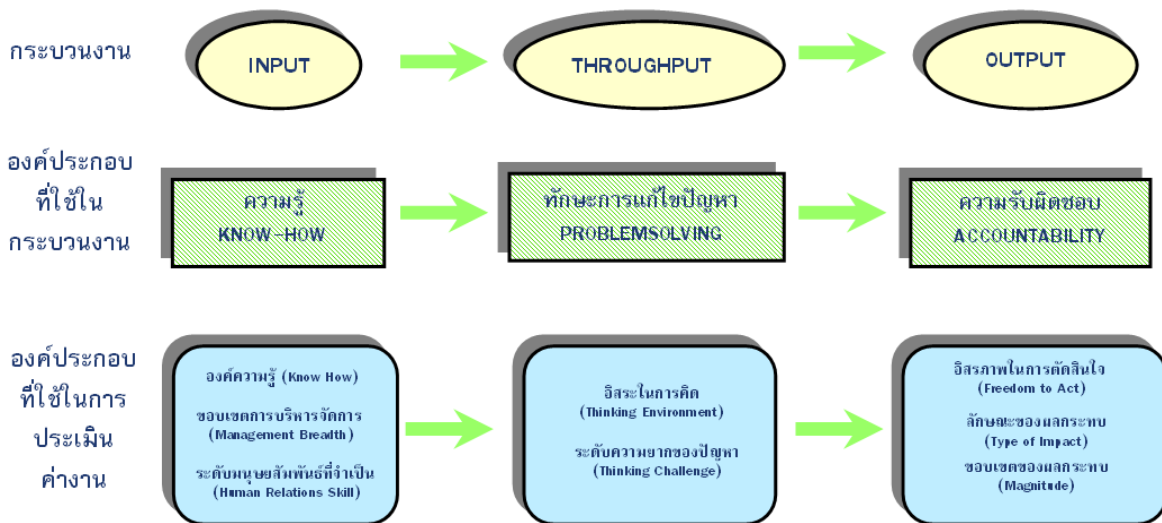 กระบวนงาน
INPUT
THROUGHPUT
OUTPUT
องค์ประกอบ
ที่ใช้ใน
กระบวนงาน
ความรู้
KNOW-HOW
ทักษะการแก้ไขปัญหา
PROBLEMSOLVING
ความรับผิดชอบ
ACCOUNTABILITY
องค์ประกอบ
ที่ใช้ในการ
ประเมิน
ค่างาน
องค์ความรู้ (Know How)
ขอบเขตการบริหารจัดการ
(Management Breadth)
ระดับมนุษยสัมพันธ์ที่จำเป็น
(Human Relations Skill)
อิสระในการคิด
(Thinking Environment)
ระดับความยากของปัญหา
(Thinking Challenge)
อิสรภาพในการตัดสินใจ
(Freedom to Act)
ลักษณะของผลกระทบ
(Type of Impact)
ขอบเขตของผลกระทบ
(Magnitude)